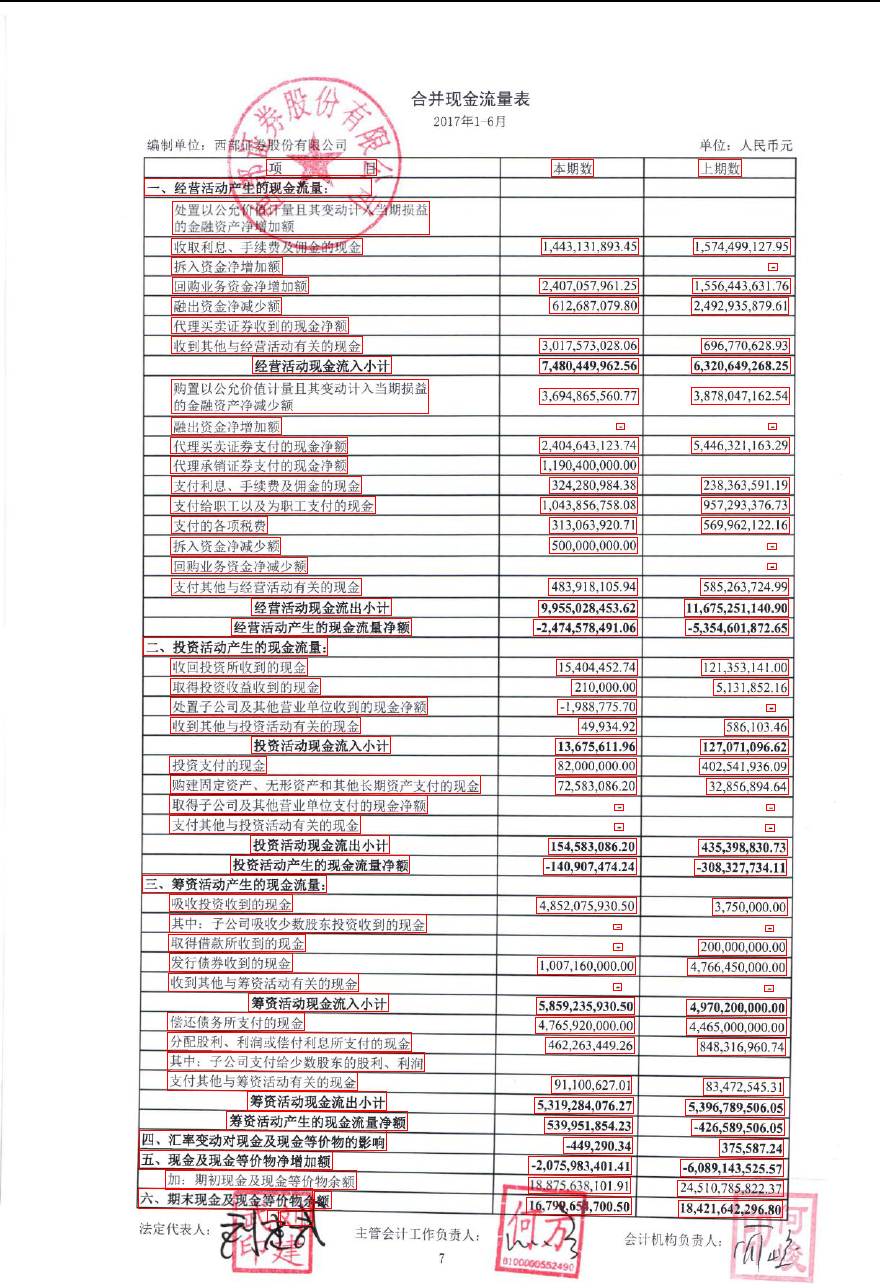 合并现金流量表
2017年1-6月
编制单位：西部证券股份有限公司 单位：人民币元
项 目 本期数 上期数
一、经营活动产生的现金流量：
处置以公允价值计量且其变动计入当期损益
的金融资产净增加额
收取利息、手续费及佣金的现金 1,443,131,893.45 1,574,499,127.95
拆入资金净增加额 -
回购业务资金净增加额 2,407,057,961.25 1,556,443,631.76
融出资金净减少额 612,687,079.80 2,492,935,879.61
代理买卖证券收到的现金净额
收到其他与经营活动有关的现金 3,017,573,028.06 696,770,628.93
经营活动现金流入小计 7,480,449,962.56 6,320,649,268.25
购置以公允价值计量且其变动计入当期损益
的金融资产净减少额 3,694,865,560.77 3,878,047,162.54
融出资金净增加额 - -
代理买卖证券支付的现金净额 2,404,643,123.74 5,446,321,163.29
代理承销证券支付的现金净额 1,190,400,000.00
支付利息、手续费及佣金的现金 324,280,984.38 238,363,591.19
支付给职工以及为职工支付的现金 1,043,856,758.08 957,293,376.73
支付的各项税费 313,063,920.71 569,962,122.16
拆入资金净减少额 500,000,000.00 -
回购业务资金净减少额 -
支付其他与经营活动有关的现金 483,918,105.94 585,263,724.99
经营活动现金流出小计 9,955,028,453.62 11,675,251,140.90
经营活动产生的现金流量净额 -2,474,578,491.06 -5,354,601,872.65
二、投资活动产生的现金流量：
收回投资所收到的现金 15,404,452.74 121,353,141.00
取得投资收益收到的现金 210,000.00 5,131,852.16
处置子公司及其他营业单位收到的现金净额 -1,988,775.70 -
收到其他与投资活动有关的现金 49,934.92 586,103.46
投资活动现金流入小计 13,675,611.96 127,071,096.62
投资支付的现金 82,000,000.00 402,541,936.09
购建固定资产、无形资产和其他长期资产支付的现金 72,583,086.20 32,856,894.64
取得子公司及其他营业单位支付的现金净额 - -
支付其他与投资活动有关的现金 - -
投资活动现金流出小计 154,583,086.20 435,398,830.73
投资活动产生的现金流量净额 -140,907,474.24 -308,327,734.11
三、筹资活动产生的现金流量：
吸收投资收到的现金 4,852,075,930.50 3,750,000.00
其中：子公司吸收少数股东投资收到的现金 - -
取得借款所收到的现金 - 200,000,000.00
发行债券收到的现金 1,007,160,000.00 4,766,450,000.00
收到其他与筹资活动有关的现金 - -
筹资活动现金流入小计 5,859,235,930.50 4,970,200,000.00
偿还债务所支付的现金 4,765,920,000.00 4,465,000,000.00
分配股利、利润或偿付利息所支付的现金 462,263,449.26 848,316,960.74
其中：子公司支付给少数股东的股利、利润
支付其他与筹资活动有关的现金 91,100,627.01 83,472,545.31
筹资活动现金流出小计 5,319,284,076.27 5,396,789,506.05
筹资活动产生的现金流量净额 539,951,854.23 -426,589,506.05
四、汇率变动对现金及现金等价物的影响 -449,290.34 375,587.24
五、现金及现金等价物净增加额 -2,075,983,401.41 -6,089,143,525.57
加：期初现金及现金等价物余额 18,875,638,101.91 24,510,785,822.37
六、期末现金及现金等价物余额 16,799,654,700.50 18,421,642,296.80
法定代表人： 主管会计工作负责人： 会计机构负责人：
何方
6100000552490
7